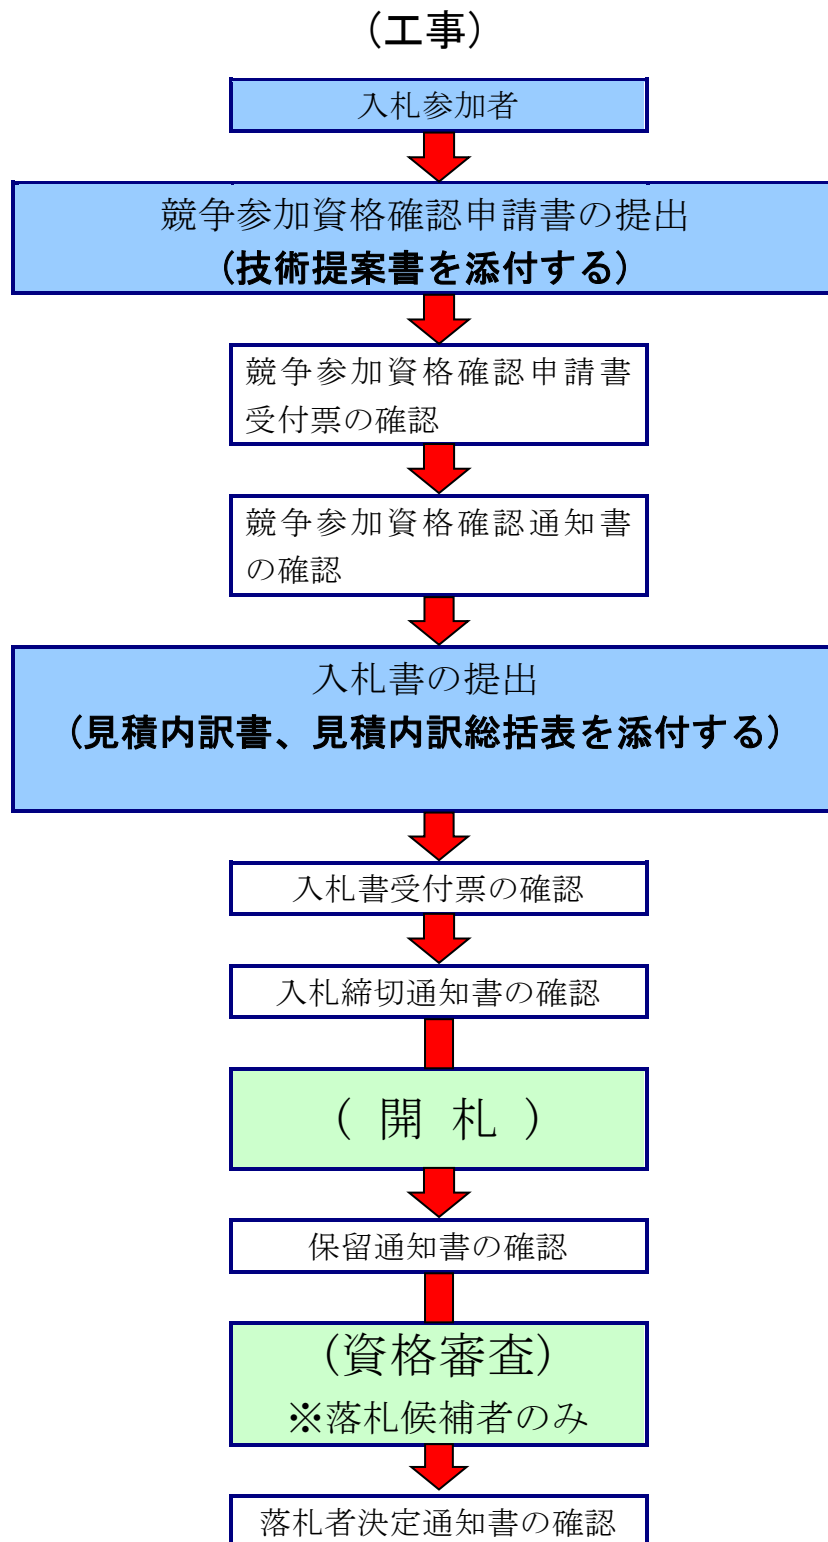 （工事）
入札参加者
競争参加資格確認申請書の提出
（技術提案書を添付する）
競争参加資格確認申請書
受付票の確認
競争参加資格確認通知書
の確認
入札書の提出
（見積内訳書、見積内訳総括表を添付する）
入札書受付票の確認
入札締切通知書の確認
（ 開 札 ）
保留通知書の確認
（資格審査）
※落札候補者のみ
落札者決定通知書の確認